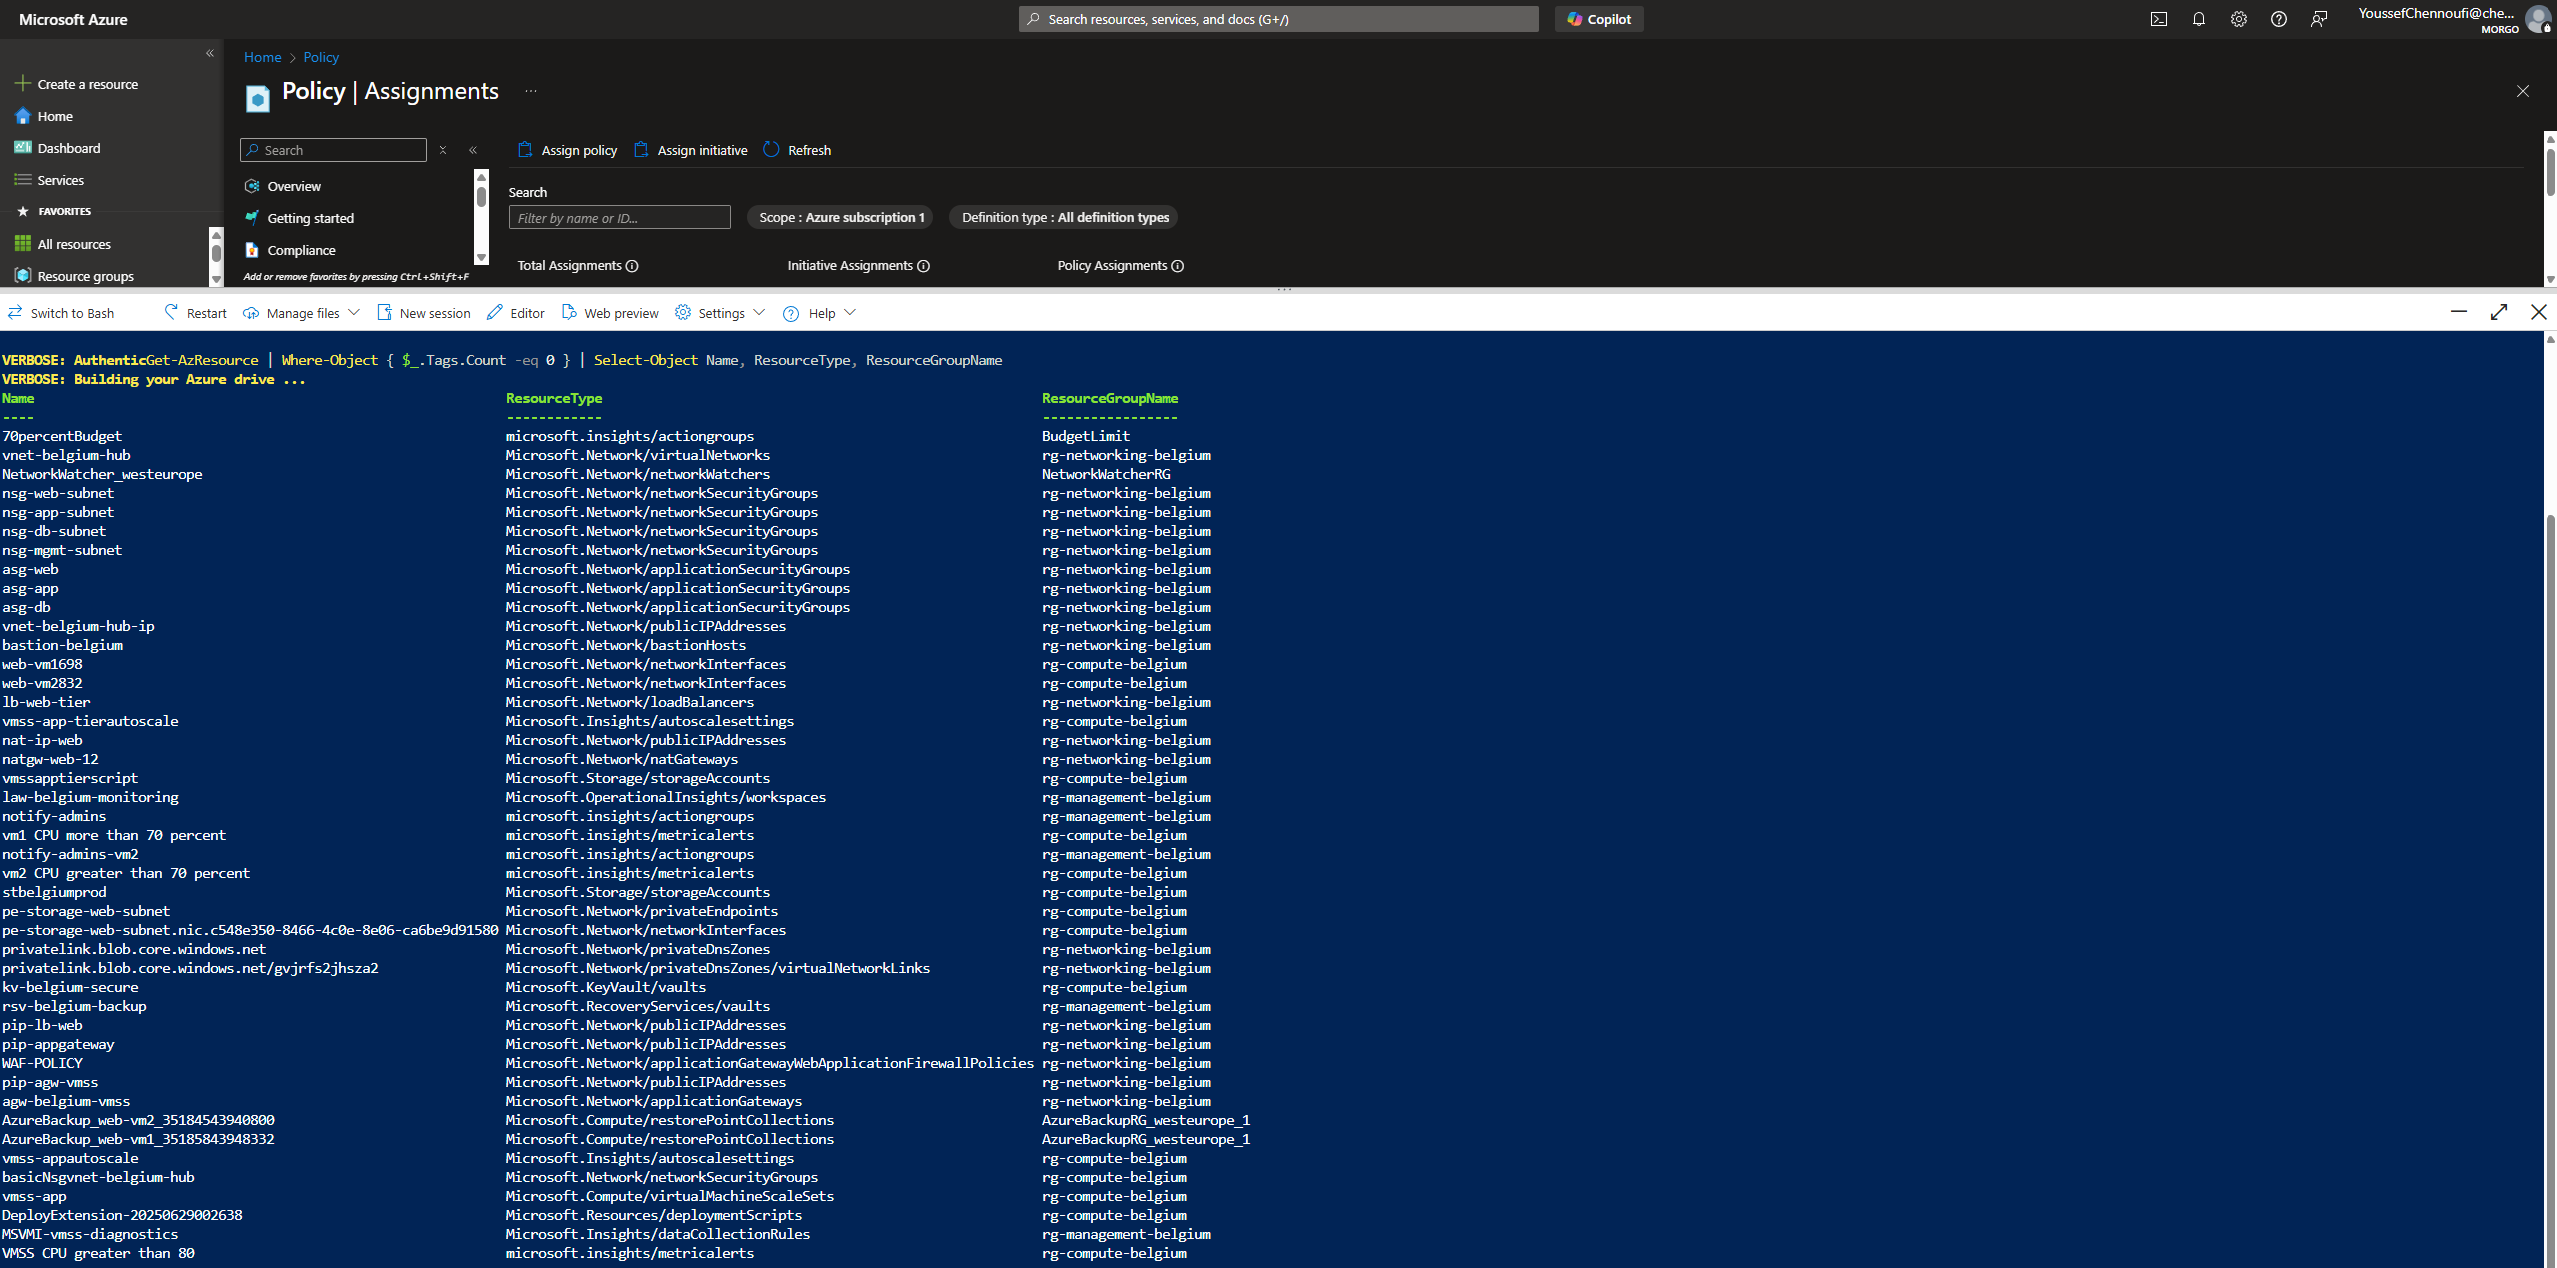 Microsoft Azure
Search resources, services, and docs (G+/)
Copilot
YoussefChennoufi@che...
MORGO
Create a resource
Home
Dashboard
Services
FAVORITES
All resources
Resource groups
Home > Policy
Policy | Assignments ...
Search
Overview
Getting started
Compliance
Add or remove favorites by pressing Ctrl+Shift+F
Assign policy
Assign initiative
Refresh
Search
Filter by name or ID...
Scope : Azure subscription 1
Definition type : All definition types
Total Assignments
Initiative Assignments
Policy Assignments
Switch to Bash
Restart
Manage files
New session
Editor
Web preview
Settings
Help
VERBOSE: AuthenticGet-AzResource | Where-Object { $_.Tags.Count -eq 0 } | Select-Object Name, ResourceType, ResourceGroupName
VERBOSE: Building your Azure drive ...
Name ResourceType ResourceGroupName
---- ------------ -----------------
70percentBudget microsoft.insights/actiongroups BudgetLimit
vnet-belgium-hub Microsoft.Network/virtualNetworks rg-networking-belgium
NetworkWatcher_westeurope Microsoft.Network/networkWatchers NetworkWatcherRG
nsg-web-subnet Microsoft.Network/networkSecurityGroups rg-networking-belgium
nsg-app-subnet Microsoft.Network/networkSecurityGroups rg-networking-belgium
nsg-db-subnet Microsoft.Network/networkSecurityGroups rg-networking-belgium
nsg-mgmt-subnet Microsoft.Network/networkSecurityGroups rg-networking-belgium
asg-web Microsoft.Network/applicationSecurityGroups rg-networking-belgium
asg-app Microsoft.Network/applicationSecurityGroups rg-networking-belgium
asg-db Microsoft.Network/applicationSecurityGroups rg-networking-belgium
vnet-belgium-hub-ip Microsoft.Network/publicIPAddresses rg-networking-belgium
bastion-belgium Microsoft.Network/bastionHosts rg-networking-belgium
web-vm1698 Microsoft.Network/networkInterfaces rg-compute-belgium
web-vm2832 Microsoft.Network/networkInterfaces rg-compute-belgium
lb-web-tier Microsoft.Network/loadBalancers rg-networking-belgium
vmss-app-tierautoscale Microsoft.Insights/autoscalesettings rg-compute-belgium
nat-ip-web Microsoft.Network/publicIPAddresses rg-networking-belgium
natgw-web-12 Microsoft.Network/natGateways rg-networking-belgium
vmssapptierscript Microsoft.Storage/storageAccounts rg-compute-belgium
law-belgium-monitoring Microsoft.OperationalInsights/workspaces rg-management-belgium
notify-admins microsoft.insights/actiongroups rg-management-belgium
vm1 CPU more than 70 percent microsoft.insights/metricalerts rg-compute-belgium
notify-admins-vm2 microsoft.insights/actiongroups rg-management-belgium
vm2 CPU greater than 70 percent microsoft.insights/metricalerts rg-compute-belgium
stbelgiumprod Microsoft.Storage/storageAccounts rg-compute-belgium
pe-storage-web-subnet Microsoft.Network/privateEndpoints rg-compute-belgium
pe-storage-web-subnet.nic.c548e350-8466-4c0e-8e06-ca6be9d91580 Microsoft.Network/networkInterfaces rg-compute-belgium
privatelink.blob.core.windows.net Microsoft.Network/privateDnsZones rg-networking-belgium
privatelink.blob.core.windows.net/gvjrfs2jhsza2 Microsoft.Network/privateDnsZones/virtualNetworkLinks rg-networking-belgium
kv-belgium-secure Microsoft.KeyVault/vaults rg-compute-belgium
rsv-belgium-backup Microsoft.RecoveryServices/vaults rg-management-belgium
pip-lb-web Microsoft.Network/publicIPAddresses rg-networking-belgium
pip-appgateway Microsoft.Network/publicIPAddresses rg-networking-belgium
WAF-POLICY Microsoft.Network/applicationGatewayWebApplicationFirewallPolicies rg-networking-belgium
pip-agw-vmss Microsoft.Network/publicIPAddresses rg-networking-belgium
agw-belgium-vmss Microsoft.Network/applicationGateways rg-networking-belgium
AzureBackup_web-vm2_35184543940800 Microsoft.Compute/restorePointCollections AzureBackupRG_westeurope_1
AzureBackup_web-vm1_35185843948332 Microsoft.Compute/restorePointCollections AzureBackupRG_westeurope_1
vmss-appautoscale Microsoft.Insights/autoscalesettings rg-compute-belgium
basicNsgvnet-belgium-hub Microsoft.Network/networkSecurityGroups rg-compute-belgium
vmss-app Microsoft.Compute/virtualMachineScaleSets rg-compute-belgium
DeployExtension-20250629002638 Microsoft.Resources/deploymentScripts rg-compute-belgium
MSVMI-vmss-diagnostics Microsoft.Insights/dataCollectionRules rg-management-belgium
VMSS CPU greater than 80 microsoft.insights/metricalerts rg-compute-belgium